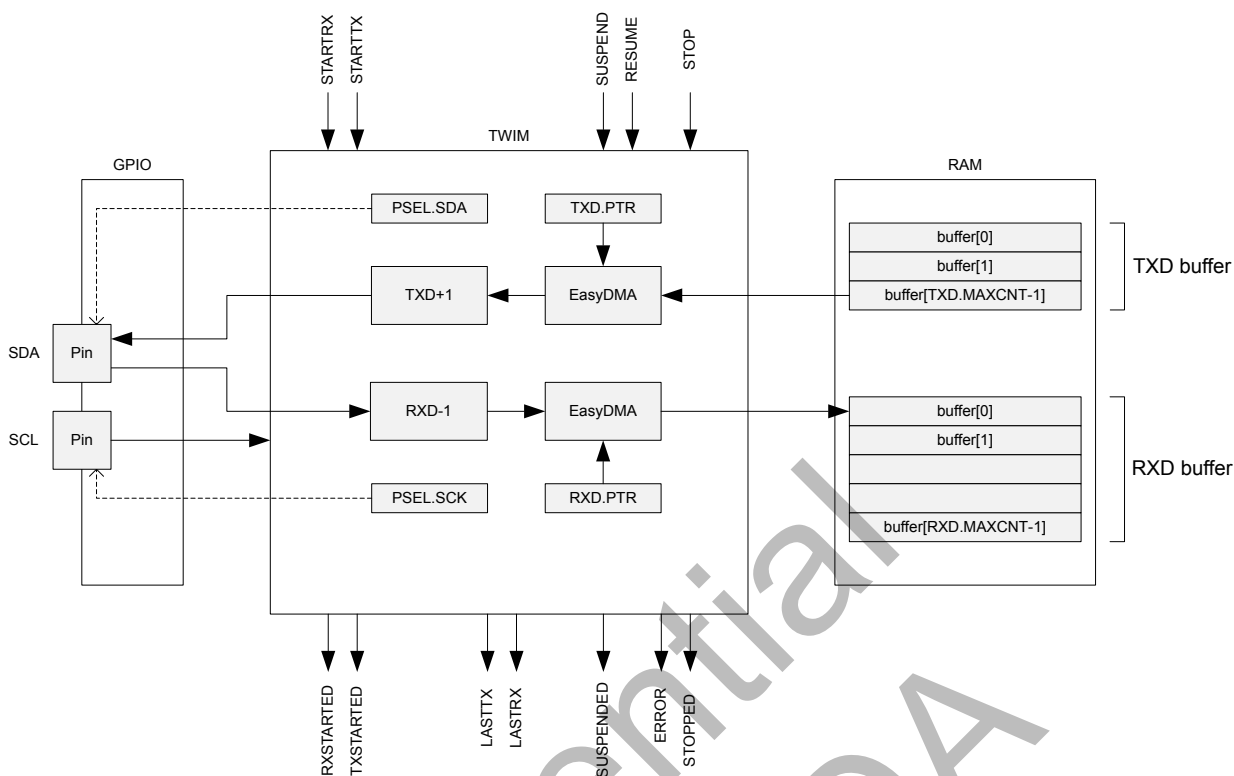 STARTRX
STARTTX
SUSPEND
RESUME
STOP
TWIM
GPIO
RAM
PSEL.SDA
TXD.PTR
buffer[0]
buffer[1]
buffer[TXD.MAXCNT-1]
TXD buffer
TXD+1
EasyDMA
SDA
Pin
RXD-1
EasyDMA
buffer[0]
buffer[1]
buffer[RXD.MAXCNT-1]
RXD buffer
SCL
Pin
PSEL.SCK
RXD.PTR
RXSTARTED
TXSTARTED
LASTTX
LASTRX
SUSPENDED
ERROR
STOPPED
ential
DA